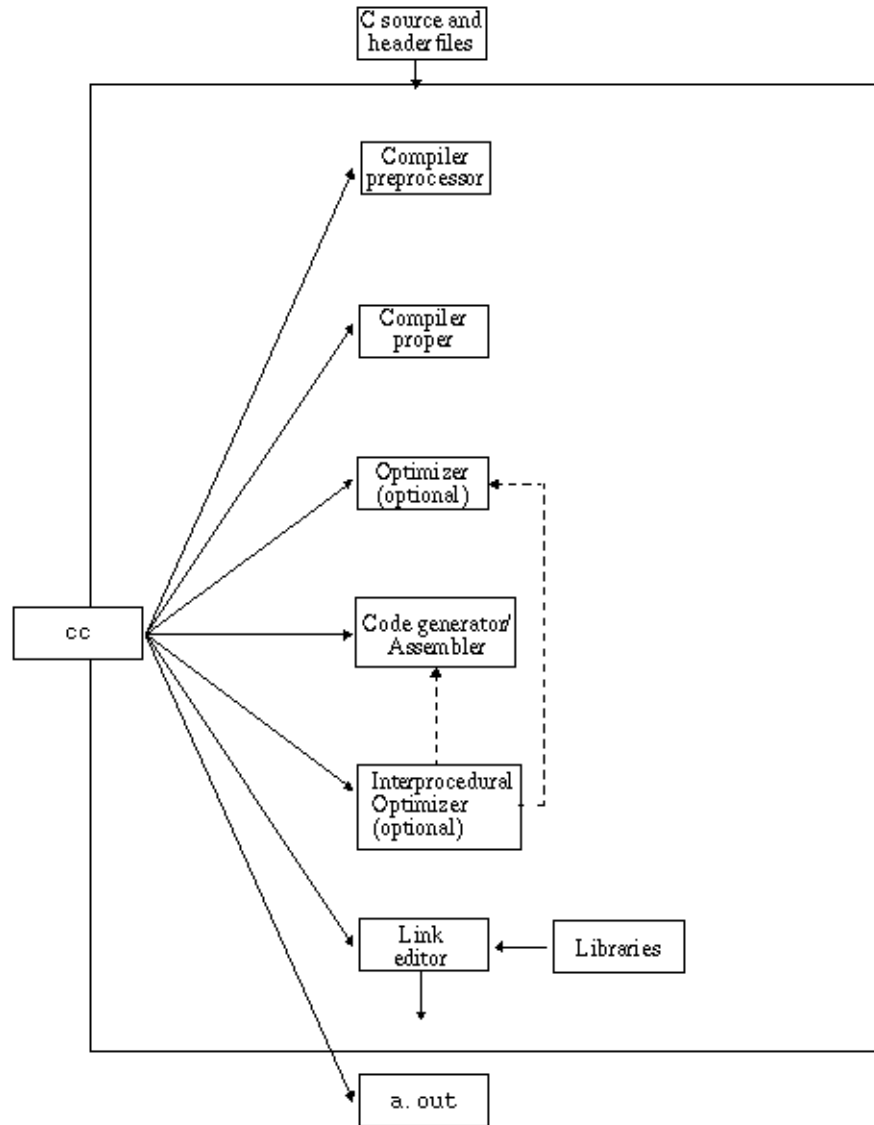 C source and
header files
Compiler
preprocessor
Compiler
proper
Optimizer
(optional)
cc
Code generator/
Assembler
Interprocedural
Optimizer
(optional)
Link
editor
Libraries
a.out